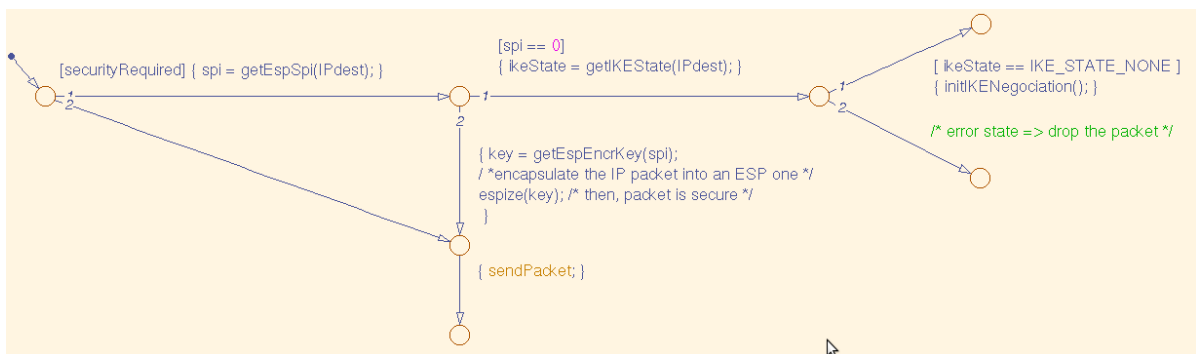 [spi == 0]
{ ikeState = getIKEState(IPdest); }
[securityRequired] { spi = getEspSpi(IPdest); }
[ ikeState == IKE_STATE_NONE ]
{ initIKENegociation(); }
1
2
1
2
1
2
/* error state => drop the packet */
{ key = getEspEncrKey(spi);
/ *encapsulate the IP packet into an ESP one */
espize(key); /* then, packet is secure */
}
{ sendPacket; }